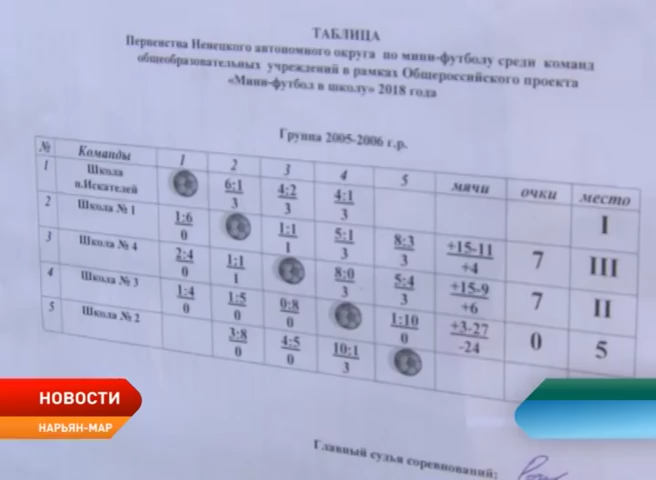 ТАБЛИЦА
Первенства Ненецкого автономного округа по мини-футболу среди команд
общеобразовательных учреждений в рамках Общероссийского проекта
«Мини-футбол в школу» 2018 года
Группа 2005-2006 г.р.
№ Команды 1 2 3 4 5 мячи очки место
1 Школа п.Искателей 6:1 3 4:2 3 4:1 3 I
2 Школа № 1 1:6 0 1:1 1 5:1 3 8:3 3 +15-11 +4 7 III
3 Школа № 4 2:4 0 1:1 1 8:0 3 5:4 3 +15-9 +6 7 II
4 Школа № 3 1:4 0 1:5 0 0:8 0 1:10 0 +3-27 -24 0 5
5 Школа № 2 3:8 0 4:5 0 10:1 3
Главный судья соревнований:
НОВОСТИ
НАРЬЯН-МАР